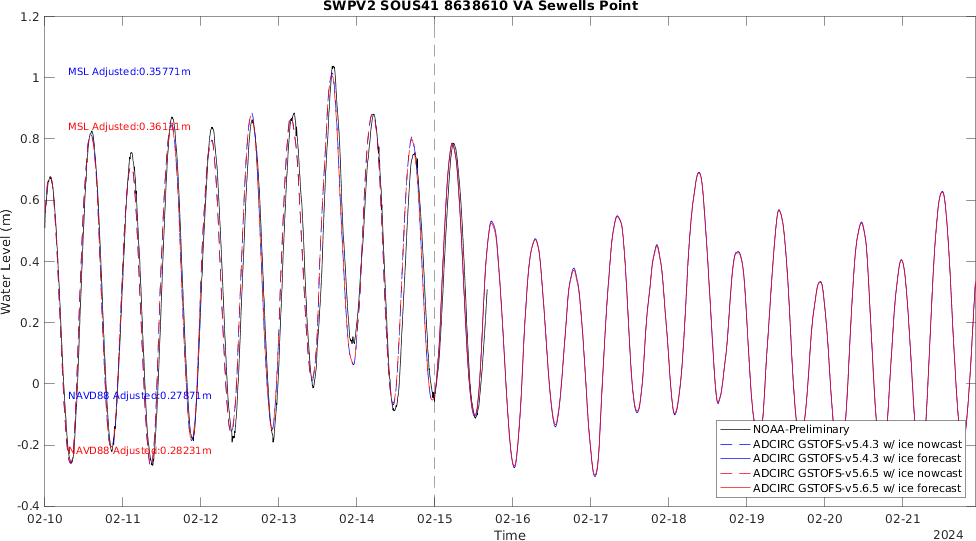 SWPV2 SOUS41 8638610 VA Sewells Point
1.2
1
0.8
0.6
0.4
0.2
0
-0.2
-0.4
Water Level (m)
MSL Adjusted:0.35771m
NAVD88 Adjusted:0.27871m
NAVD88 Adjusted:0.28231m
NOAA-Preliminary
ADCIRC GSTOFS-v5.4.3 w/ ice nowcast
ADCIRC GSTOFS-v5.4.3 w/ ice forecast
ADCIRC GSTOFS-v5.6.5 w/ ice nowcast
ADCIRC GSTOFS-v5.6.5 w/ ice forecast
02-10 02-11 02-12 02-13 02-14 02-15 02-16 02-17 02-18 02-19 02-20 02-21
Time
2024